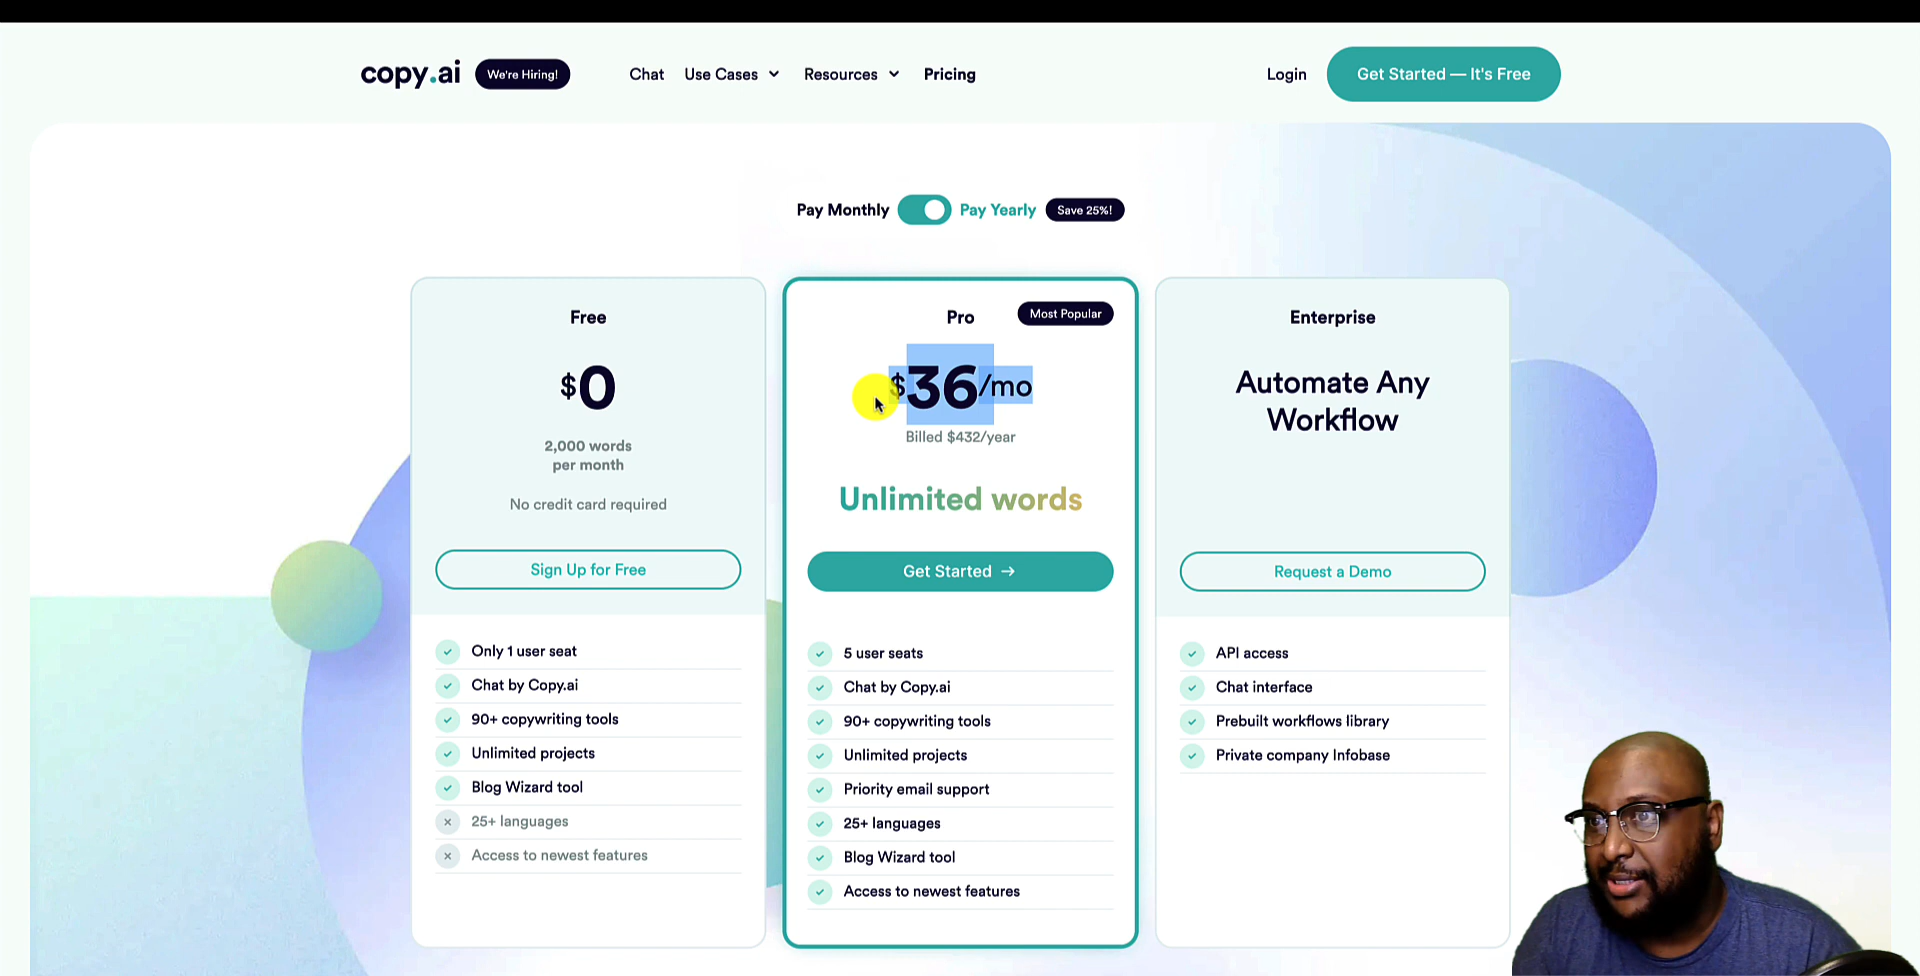 copy.ai We're Hiring! Chat Use Cases Resources Pricing Login Get Started — It's Free
Pay Monthly Pay Yearly Save 25%!
Free
$0
2,000 words
per month
No credit card required
Sign Up for Free
Only 1 user seat
Chat by Copy.ai
90+ copywriting tools
Unlimited projects
Blog Wizard tool
25+ languages
Access to newest features
Pro Most Popular
$36/mo
Billed $432/year
Unlimited words
Get Started →
5 user seats
Chat by Copy.ai
90+ copywriting tools
Unlimited projects
Priority email support
25+ languages
Blog Wizard tool
Access to newest features
Enterprise
Automate Any
Workflow
Request a Demo
API access
Chat interface
Prebuilt workflows library
Private company Infobase